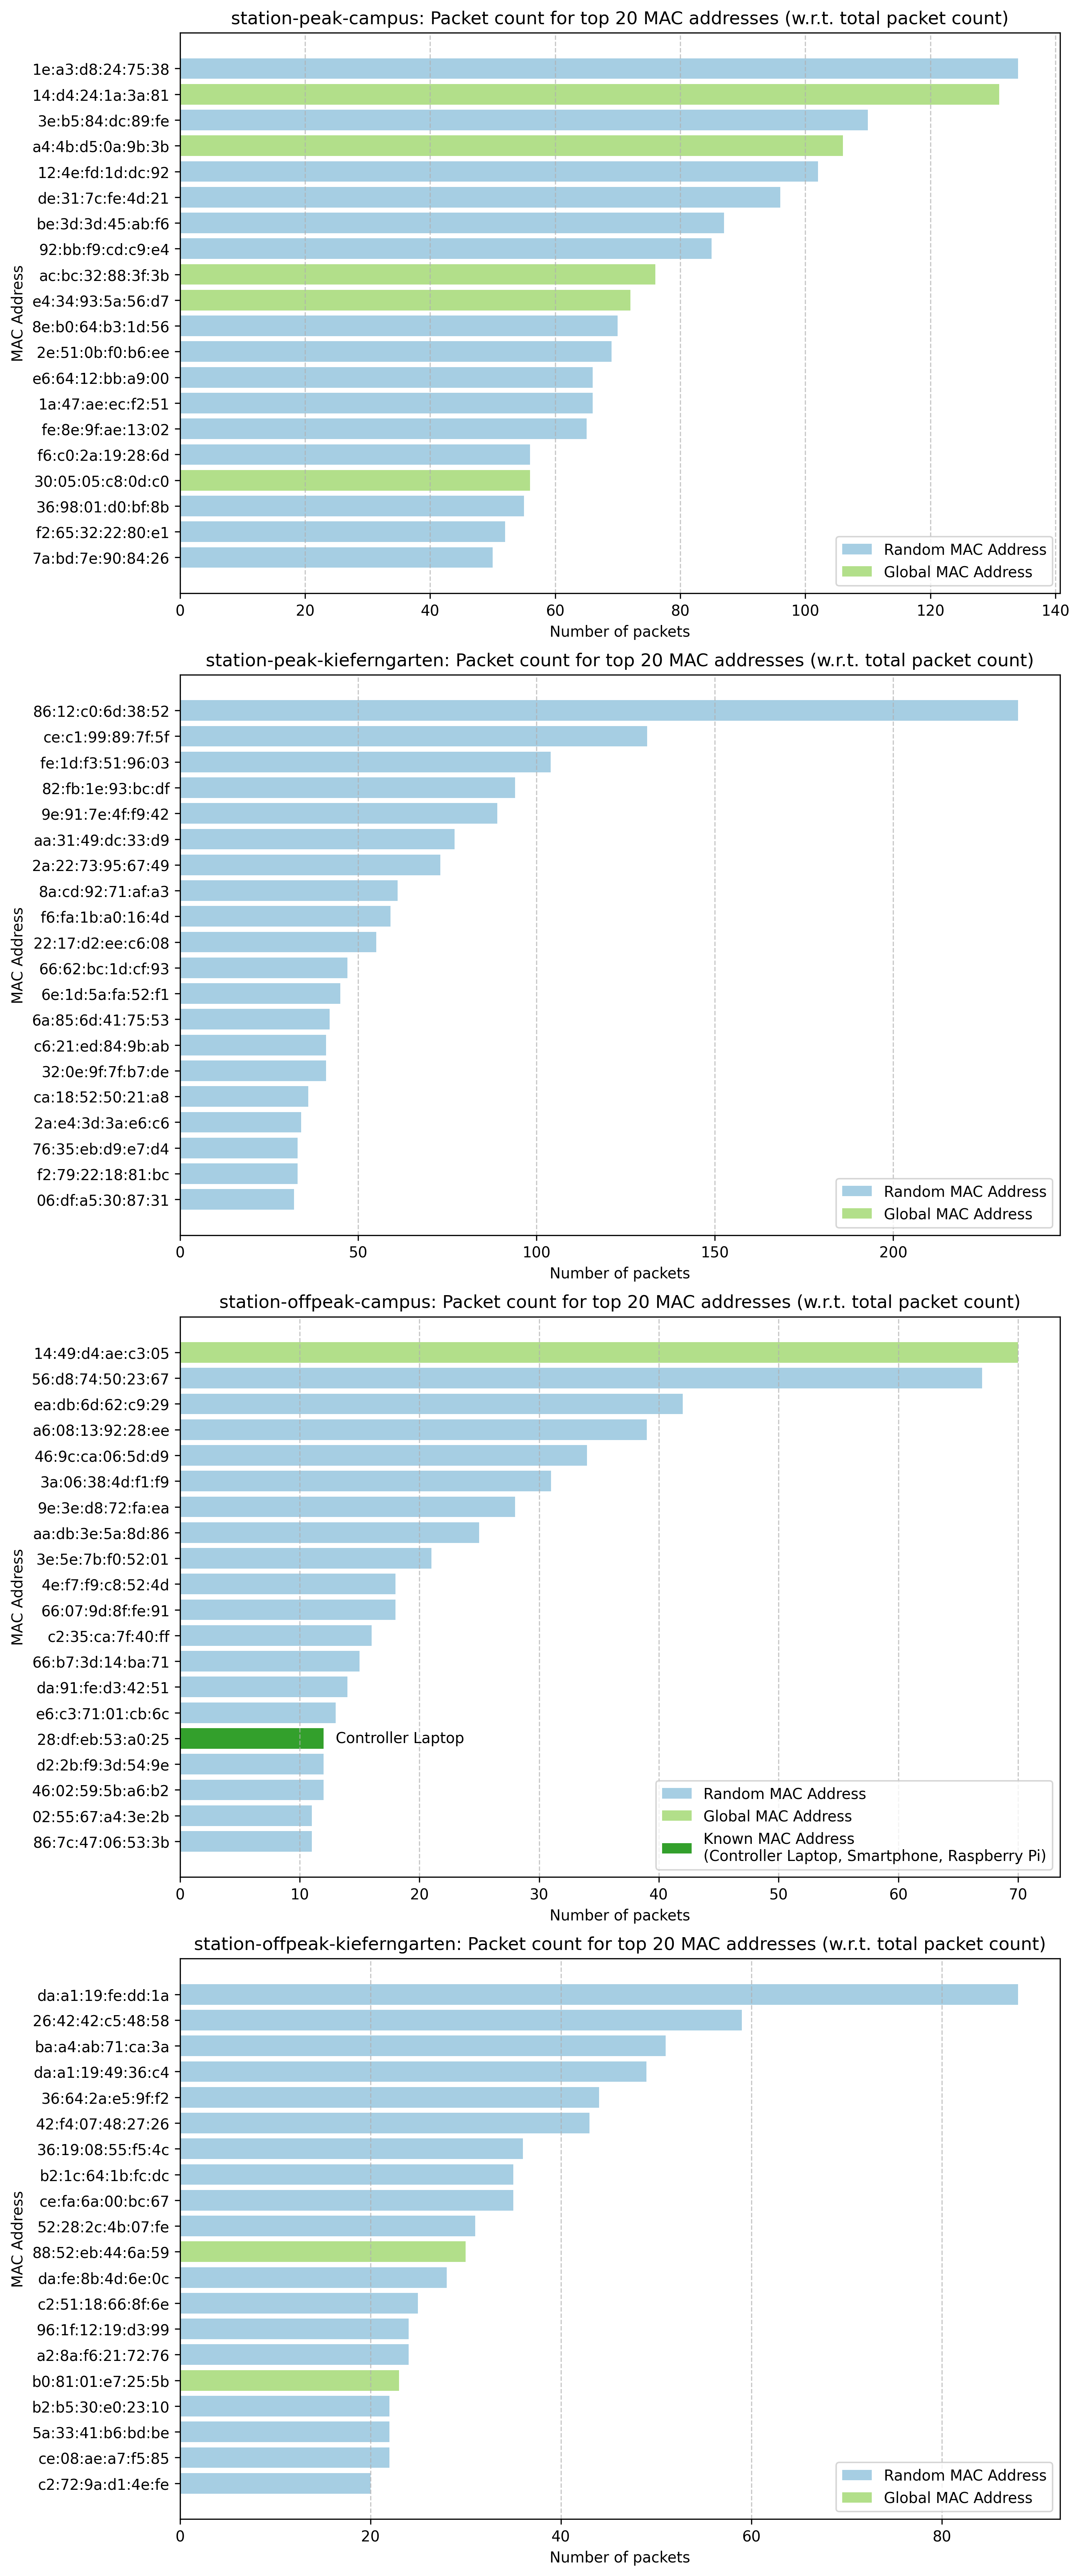 station-peak-campus: Packet count for top 20 MAC addresses (w.r.t. total packet count)
MAC Address
1e:a3:d8:24:75:38
14:d4:24:1a:3a:81
3e:b5:84:dc:89:fe
a4:4b:d5:0a:9b:3b
12:4e:fd:1d:dc:92
de:31:7c:fe:4d:21
be:3d:3d:45:ab:f6
92:bb:f9:cd:c9:e4
ac:bc:32:88:3f:3b
e4:34:93:5a:56:d7
8e:b0:64:b3:1d:56
2e:51:0b:f0:b6:ee
e6:64:12:bb:a9:00
1a:47:ae:ec:f2:51
fe:8e:9f:ae:13:02
f6:c0:2a:19:28:6d
30:05:05:c8:0d:c0
36:98:01:d0:bf:8b
f2:65:32:22:80:e1
7a:bd:7e:90:84:26
Random MAC Address
Global MAC Address
0 20 40 60 80 100 120 140
Number of packets
station-peak-kieferngarten: Packet count for top 20 MAC addresses (w.r.t. total packet count)
MAC Address
86:12:c0:6d:38:52
ce:c1:99:89:7f:5f
fe:1d:f3:51:96:03
82:fb:1e:93:bc:df
9e:91:7e:4f:f9:42
aa:31:49:dc:33:d9
2a:22:73:95:67:49
8a:cd:92:71:af:a3
f6:fa:1b:a0:16:4d
22:17:d2:ee:c6:08
66:62:bc:1d:cf:93
6e:1d:5a:fa:52:f1
6a:85:6d:41:75:53
c6:21:ed:84:9b:ab
32:0e:9f:7f:b7:de
ca:18:52:50:21:a8
2a:e4:3d:3a:e6:c6
76:35:eb:d9:e7:d4
f2:79:22:18:81:bc
06:df:a5:30:87:31
Random MAC Address
Global MAC Address
0 50 100 150 200
Number of packets
station-offpeak-campus: Packet count for top 20 MAC addresses (w.r.t. total packet count)
MAC Address
14:49:d4:ae:c3:05
56:d8:74:50:23:67
ea:db:6d:62:c9:29
a6:08:13:92:28:ee
46:9c:ca:06:5d:d9
3a:06:38:4d:f1:f9
9e:3e:d8:72:fa:ea
aa:db:3e:5a:8d:86
3e:5e:7b:f0:52:01
4e:f7:f9:c8:52:4d
66:07:9d:8f:fe:91
c2:35:ca:7f:40:ff
66:b7:3d:14:ba:71
da:91:fe:d3:42:51
e6:c3:71:01:cb:6c
28:df:eb:53:a0:25 Controller Laptop
d2:2b:f9:3d:54:9e
46:02:59:5b:a6:b2
02:55:67:a4:3e:2b
86:7c:47:06:53:3b
Random MAC Address
Global MAC Address
Known MAC Address
(Controller Laptop, Smartphone, Raspberry Pi)
0 10 20 30 40 50 60 70
Number of packets
station-offpeak-kieferngarten: Packet count for top 20 MAC addresses (w.r.t. total packet count)
MAC Address
da:a1:19:fe:dd:1a
26:42:42:c5:48:58
ba:a4:ab:71:ca:3a
da:a1:19:49:36:c4
36:64:2a:e5:9f:f2
42:f4:07:48:27:26
36:19:08:55:f5:4c
b2:1c:64:1b:fc:dc
ce:fa:6a:00:bc:67
52:28:2c:4b:07:fe
88:52:eb:44:6a:59
da:fe:8b:4d:6e:0c
c2:51:18:66:8f:6e
96:1f:12:19:d3:99
a2:8a:f6:21:72:76
b0:81:01:e7:25:5b
b2:b5:30:e0:23:10
5a:33:41:b6:bd:be
ce:08:ae:a7:f5:85
c2:72:9a:d1:4e:fe
Random MAC Address
Global MAC Address
0 20 40 60 80
Number of packets